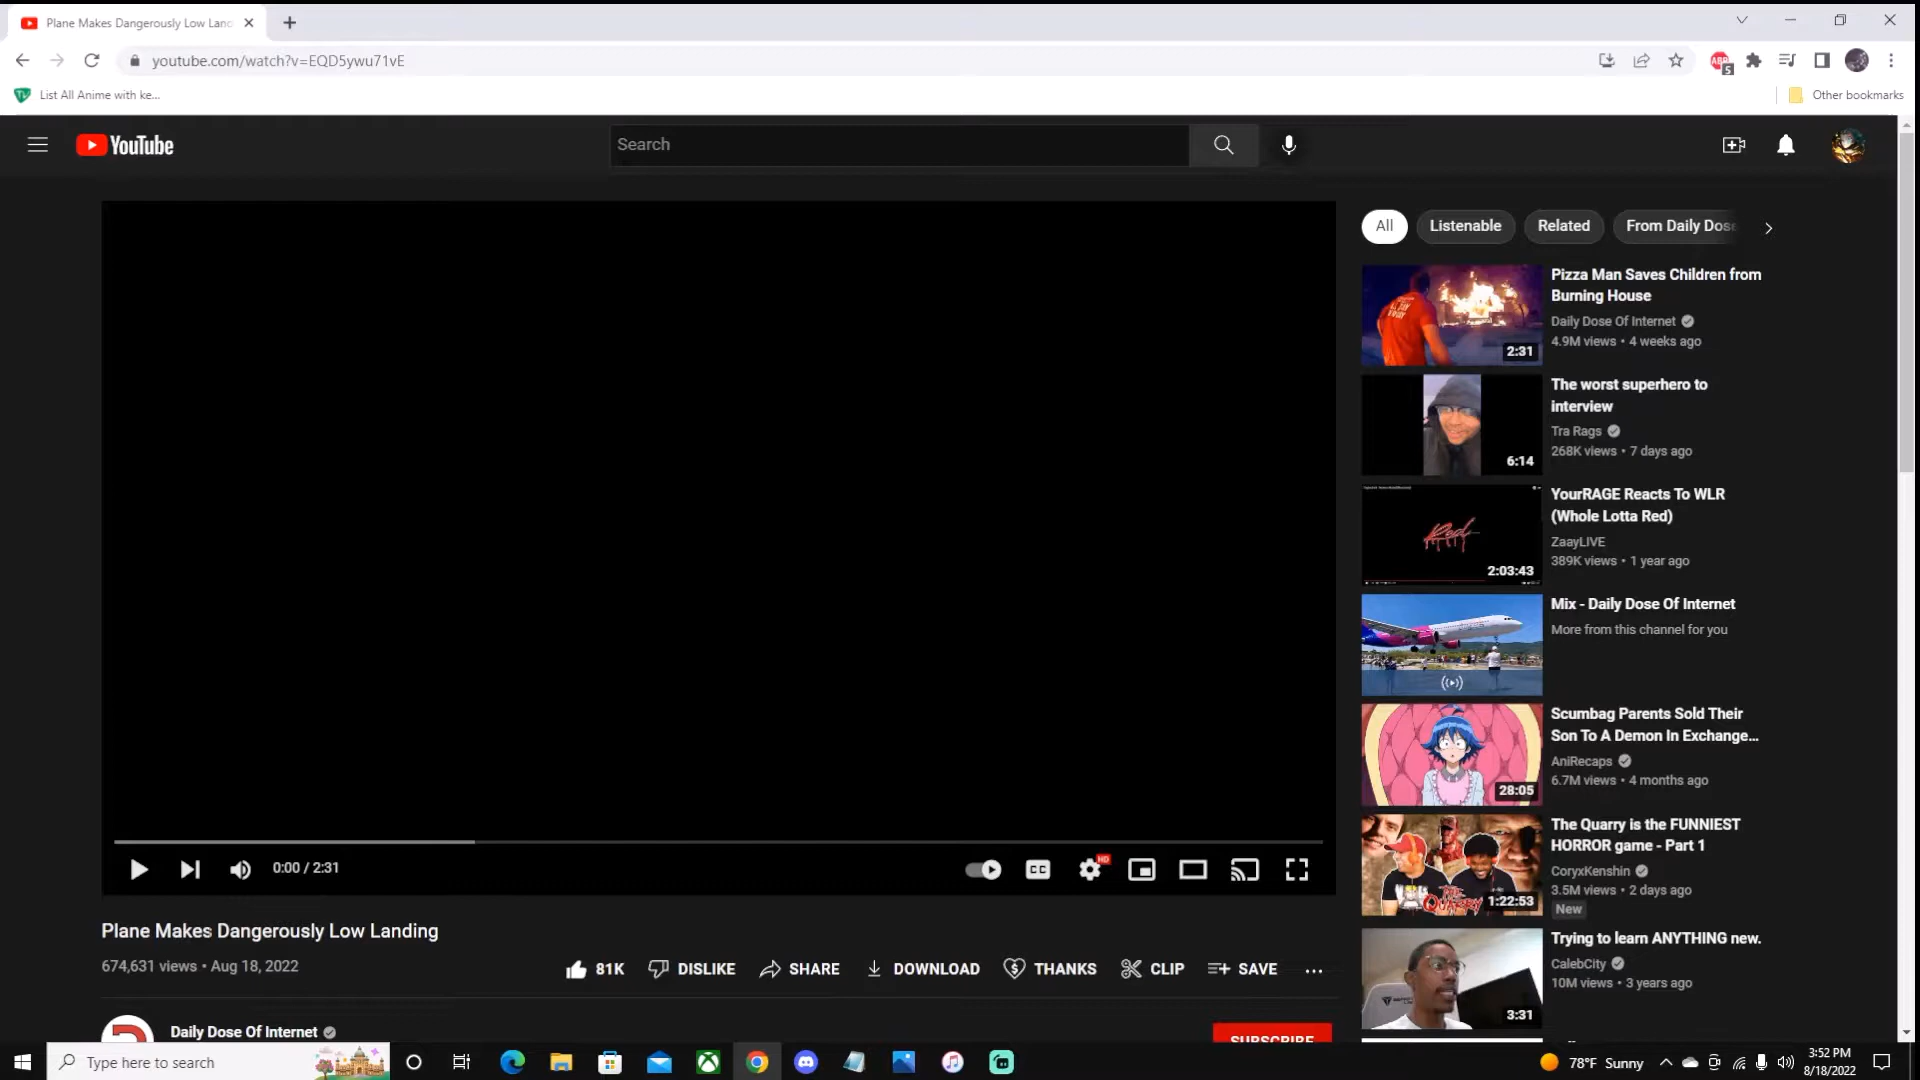 Plane Makes Dangerously Low Lanc
youtube.com/watch?v=EQD5ywu71vE
ABP
5
List All Anime with ke...
Other bookmarks
YouTube
Search
All
Listenable
Related
From Daily Dose
Pizza Man Saves Children from
Burning House
Daily Dose Of Internet
4.9M views • 4 weeks ago
2:31
The worst superhero to
interview
Tra Rags
268K views • 7 days ago
6:14
YourRAGE Reacts To WLR
(Whole Lotta Red)
ZaayLIVE
389K views • 1 year ago
Red
2:03:43
Mix - Daily Dose Of Internet
More from this channel for you
Scumbag Parents Sold Their
Son To A Demon In Exchange...
AniRecaps
6.7M views • 4 months ago
28:05
The Quarry is the FUNNIEST
HORROR game - Part 1
CoryxKenshin
3.5M views • 2 days ago
New
QUARRY
1:22:53
Trying to learn ANYTHING new.
CalebCity
10M views • 3 years ago
3:31
0:00 / 2:31
CC
HD
Plane Makes Dangerously Low Landing
674,631 views • Aug 18, 2022
81K
DISLIKE
SHARE
DOWNLOAD
THANKS
CLIP
SAVE
Daily Dose Of Internet
SUBSCRIBE
Type here to search
78°F Sunny
3:52 PM
8/18/2022